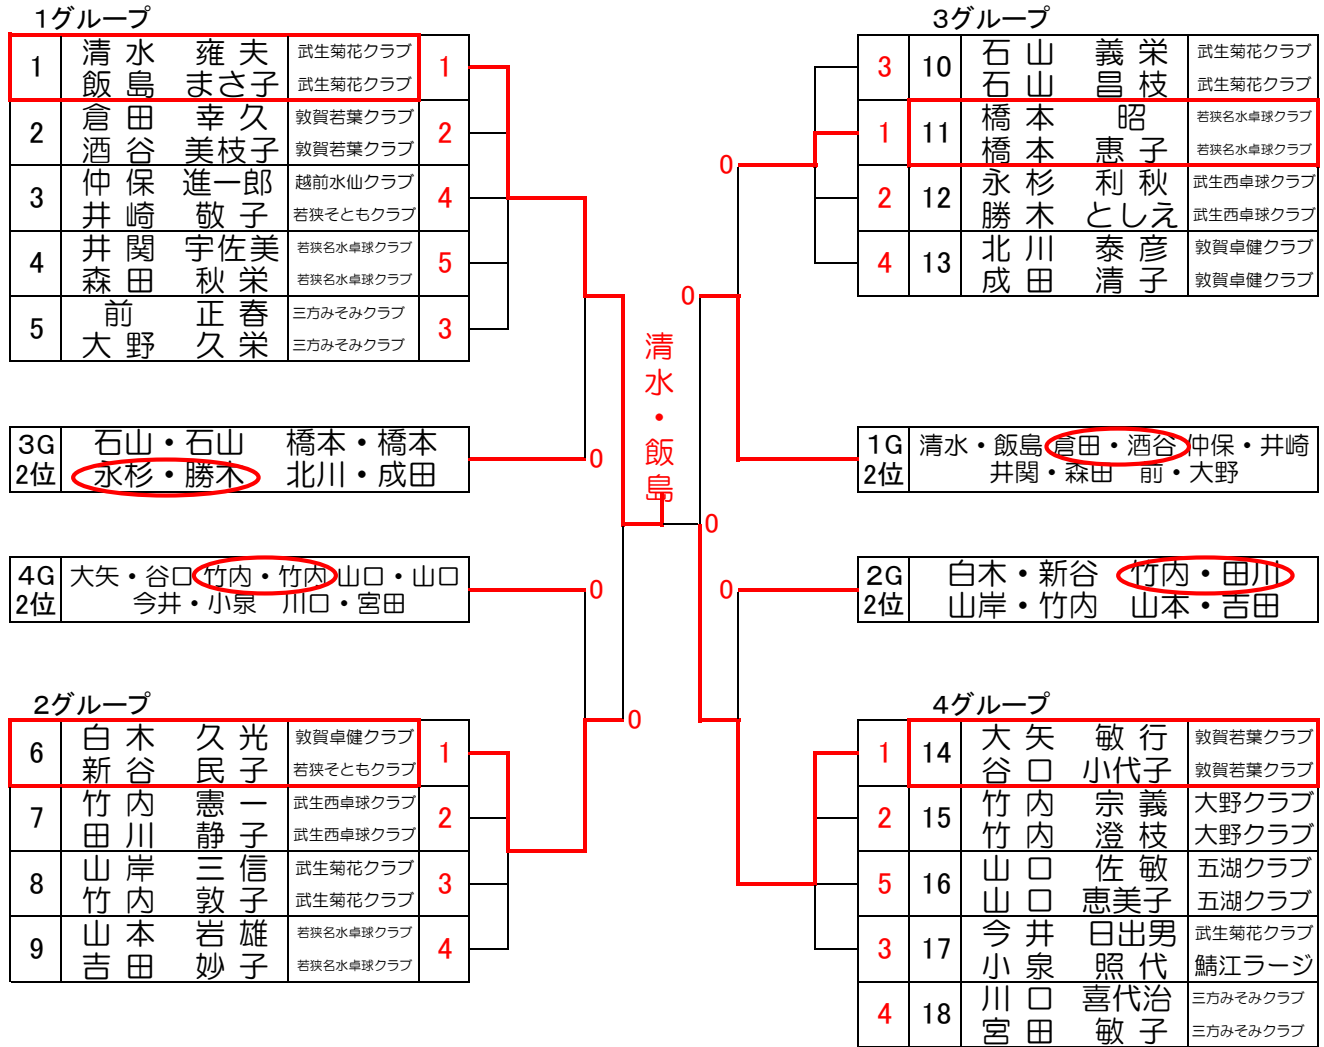 1グループ
1 清水 雍夫 武生菊花クラブ 1
飯島 まさ子 武生菊花クラブ
2 倉田 幸久 敦賀若葉クラブ 2
酒谷 美枝子 敦賀若葉クラブ
3 仲保 進一郎 越前水仙クラブ 4
井崎 敬子 若狭そともクラブ
4 井関 宇佐美 若狭名水卓球クラブ 5
森田 秋栄 若狭名水卓球クラブ
5 前 正春 三方みそみクラブ 3
大野 久栄 三方みそみクラブ
3G 石山・石山 橋本・橋本
2位 永杉・勝木 北川・成田
0
4G 大矢・谷口 竹内・竹内 山口・山口
2位 今井・小泉 川口・宮田
0
2グループ
6 白木 久光 敦賀卓健クラブ 1
新谷 民子 若狭そともクラブ
7 竹内 憲一 武生西卓球クラブ 2
田川 静子 武生西卓球クラブ
8 山岸 三信 武生菊花クラブ 3
竹内 敦子 武生菊花クラブ
9 山本 岩雄 若狭名水卓球クラブ 4
吉田 妙子 若狭名水卓球クラブ
0
清水・飯島
0
0
0
3グループ
3 10 石山 義栄 武生菊花クラブ
石山 昌枝 武生菊花クラブ
1 11 橋本 昭 若狭名水卓球クラブ
橋本 惠子 若狭名水卓球クラブ
2 12 永杉 利秋 武生西卓球クラブ
勝木 としえ 武生西卓球クラブ
4 13 北川 泰彦 敦賀卓健クラブ
成田 清子 敦賀卓健クラブ
1G 清水・飯島 倉田・酒谷 仲保・井崎
2位 井関・森田 前・大野
0
2G 白木・新谷 竹内・田川
2位 山岸・竹内 山本・吉田
4グループ
1 14 大矢 敏行 敦賀若葉クラブ
谷口 小代子 敦賀若葉クラブ
2 15 竹内 宗義 大野クラブ
竹内 澄枝 大野クラブ
5 16 山口 佐敏 五湖クラブ
山口 恵美子 五湖クラブ
3 17 今井 日出男 武生菊花クラブ
小泉 照代 鯖江ラージ
4 18 川口 喜代治 三方みそみクラブ
宮田 敏子 三方みそみクラブ